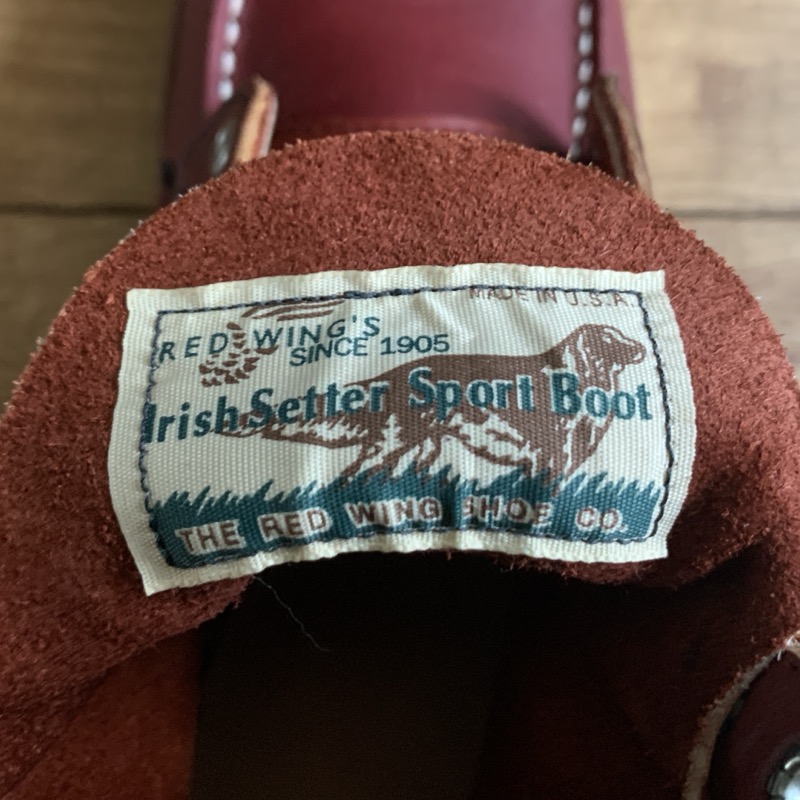 MADE IN U.S.A.
RED WING'S
SINCE 1905
Irish Setter Sport Boot
THE RED WING SHOE CO.